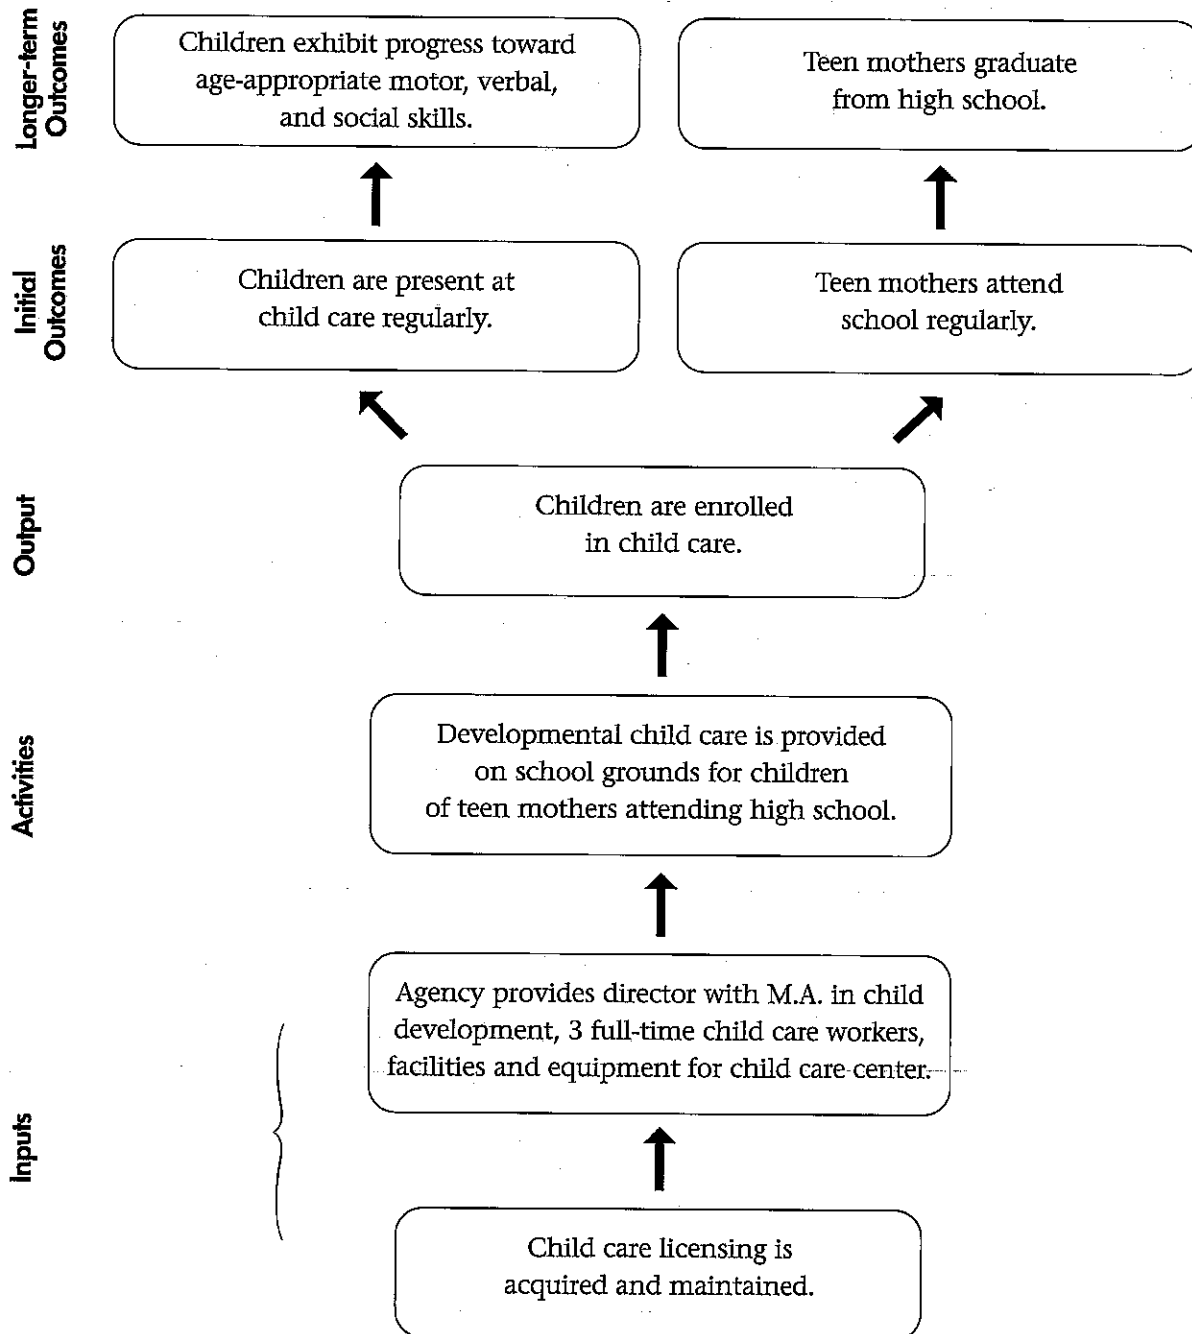 Longer-term
Outcomes
Children exhibit progress toward
age-appropriate motor, verbal,
and social skills.
Teen mothers graduate
from high school.
Initial
Outcomes
Children are present at
child care regularly.
Teen mothers attend
school regularly.
Output
Children are enrolled
in child care.
Activities
Developmental child care is provided
on school grounds for children
of teen mothers attending high school.
Inputs
Agency provides director with M.A. in child
development, 3 full-time child care workers,
facilities and equipment for child care center.
Child care licensing is
acquired and maintained.